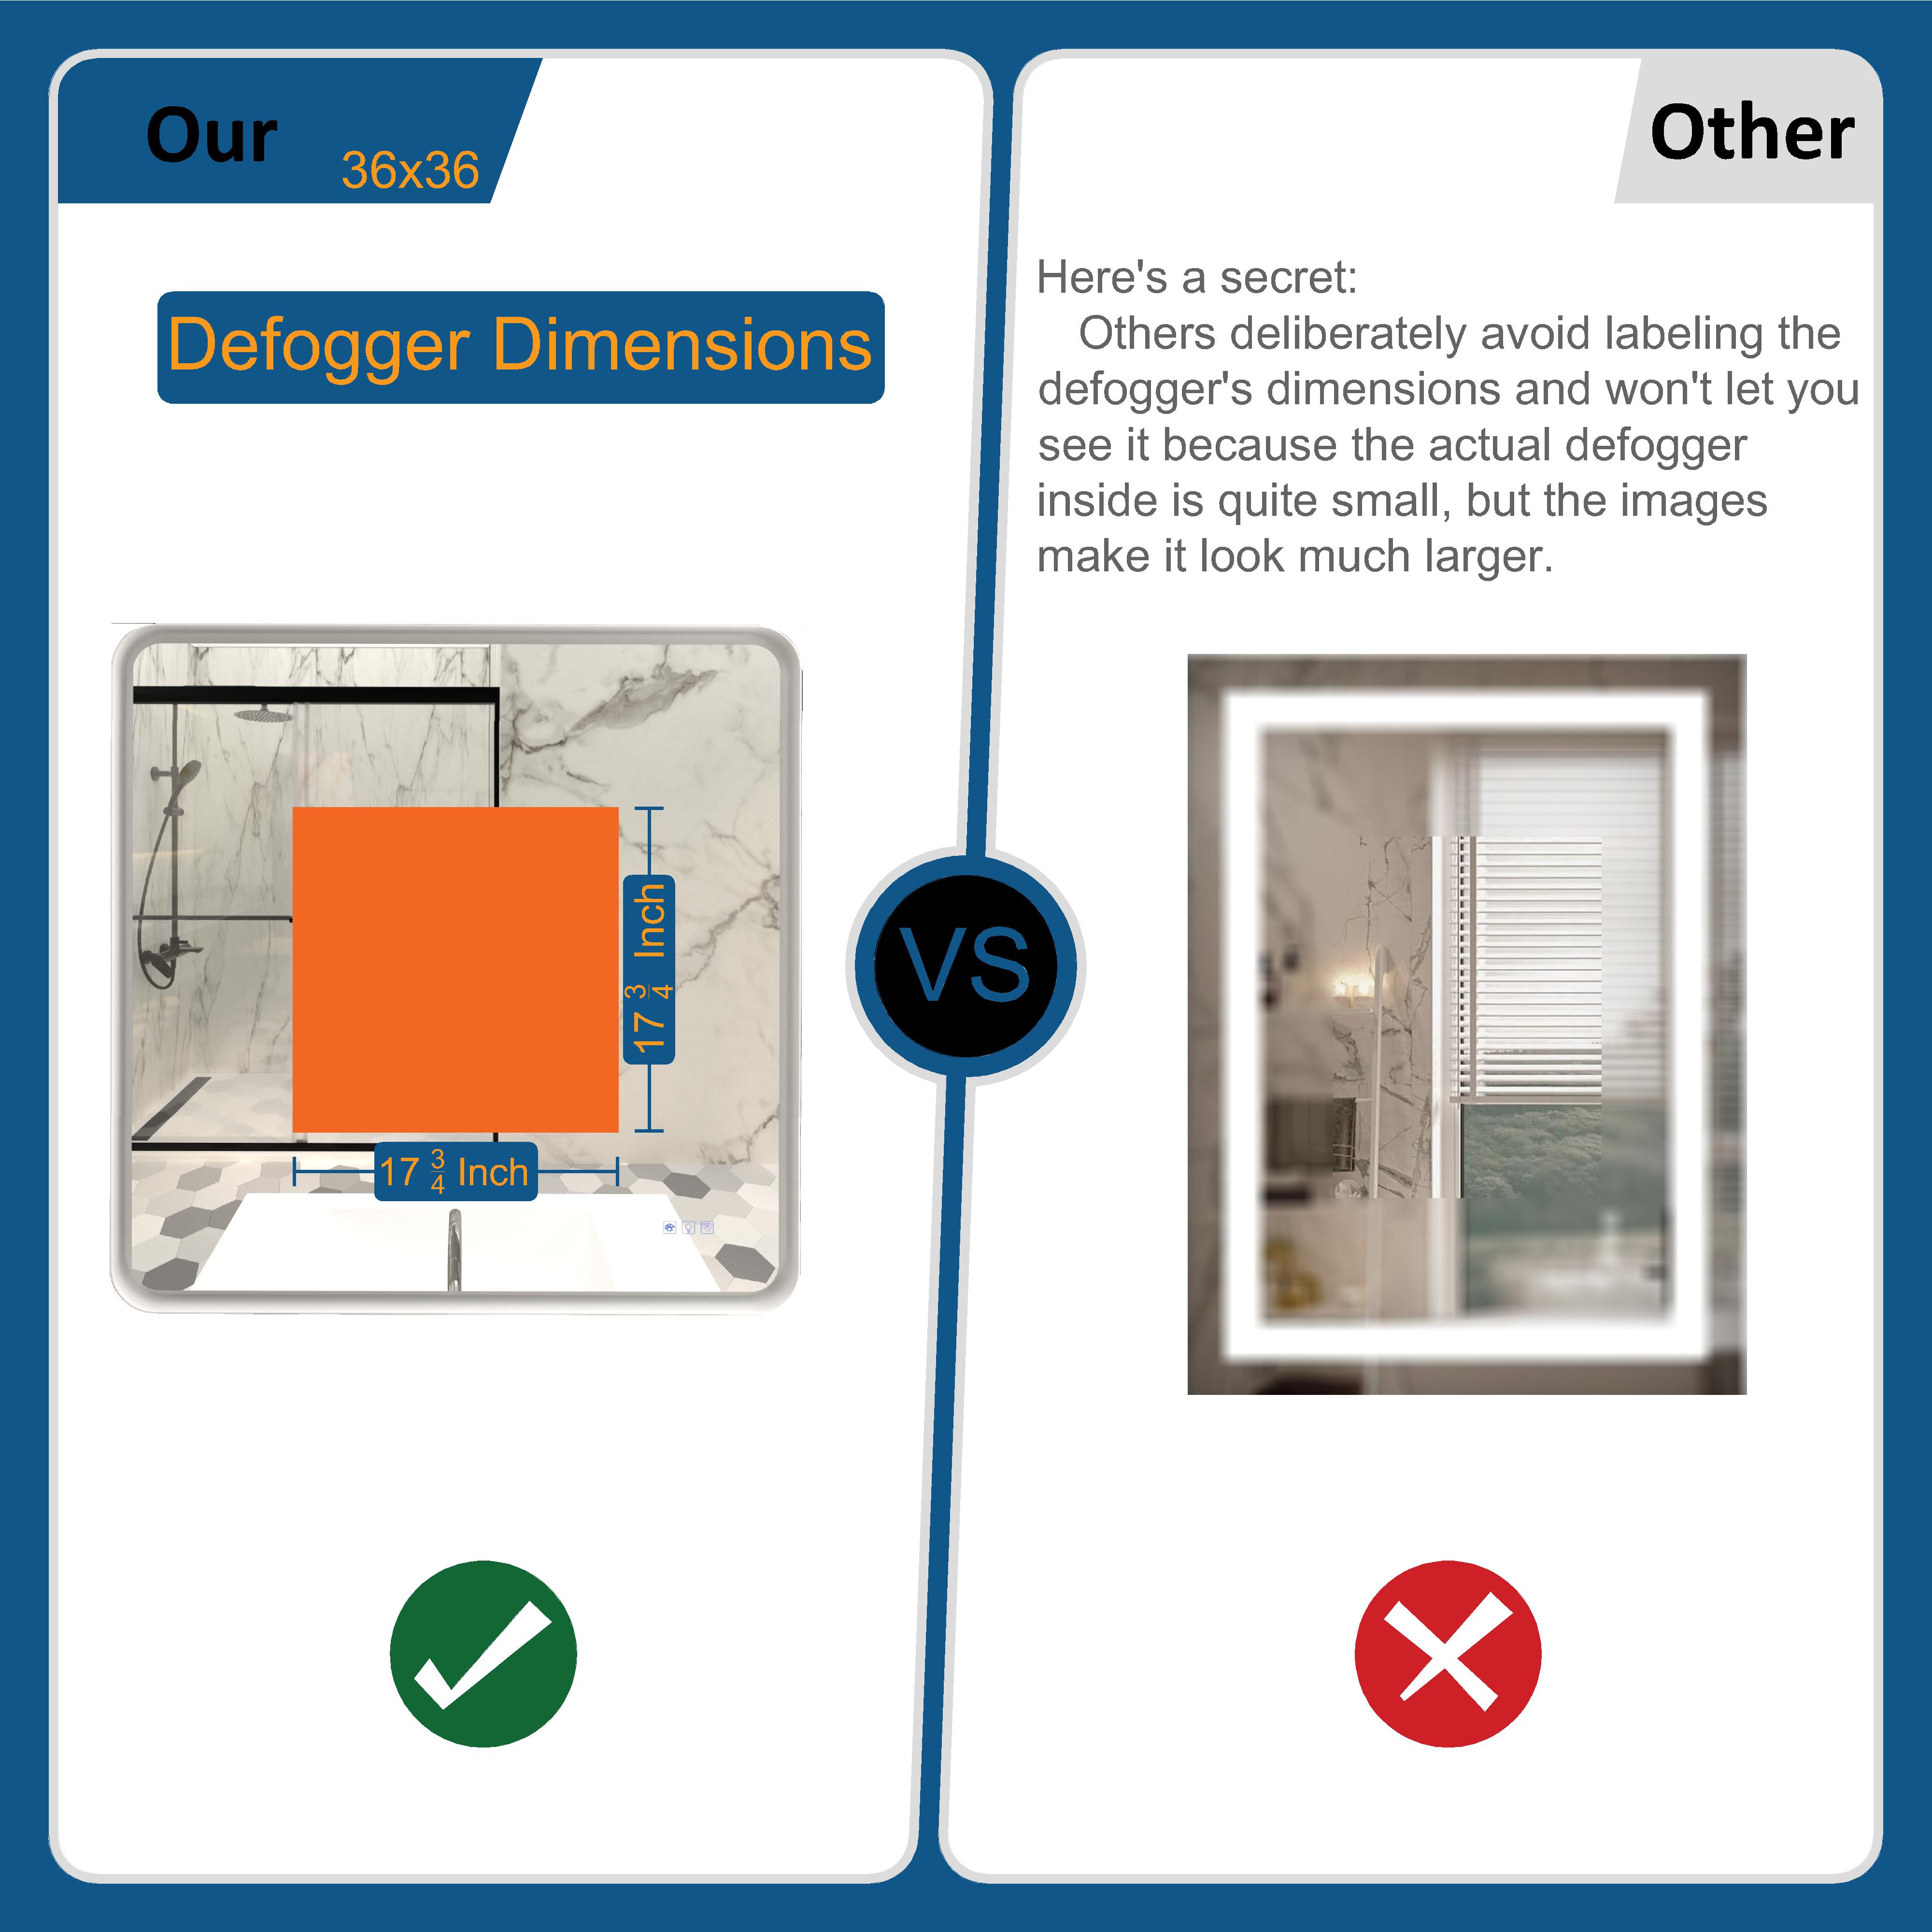 Our
36x36
Defogger Dimensions
17 3/4 Inch
17 3/4 Inch
VS
Other
Here's a secret:
Others deliberately avoid labeling the
defogger's dimensions and won't let you
see it because the actual defogger
inside is quite small, but the images
make it look much larger.